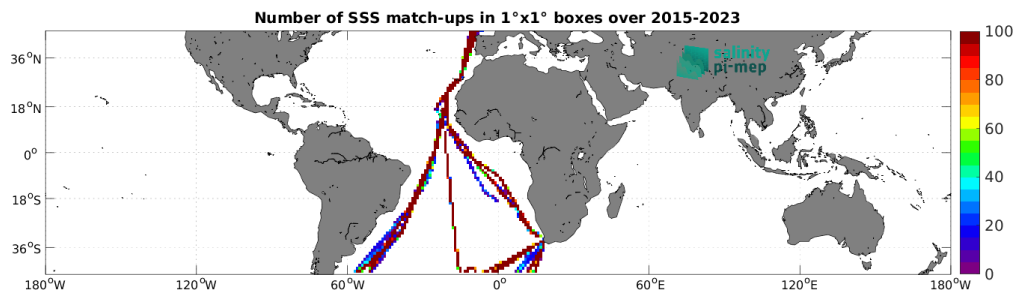 Number of SSS match-ups in 1°x1° boxes over 2015-2023
salinity
pi-mep
36°N
18°N
0°
18°S
36°S
180°W
120°W
60°W
0°
60°E
120°E
180°W
100
80
60
40
20
0